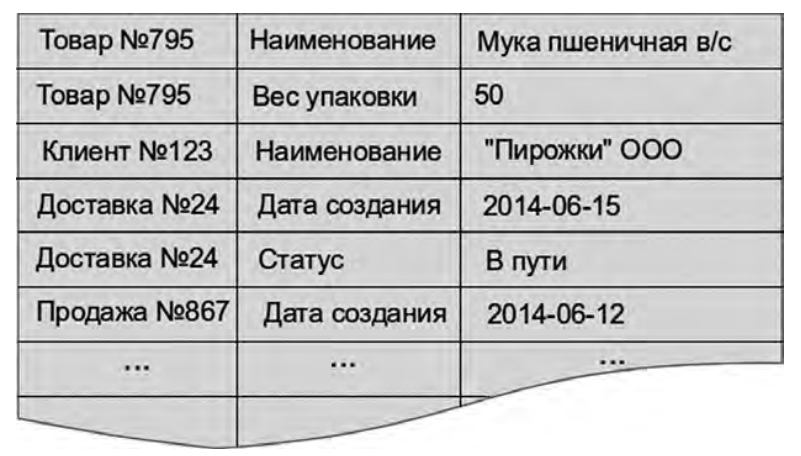 Товар №795 Наименование Мука пшеничная в/с
Товар №795 Вес упаковки 50
Клиент №123 Наименование "Пирожки" ООО
Доставка №24 Дата создания 2014-06-15
Доставка №24 Статус В пути
Продажа №867 Дата создания 2014-06-12
... ... ...